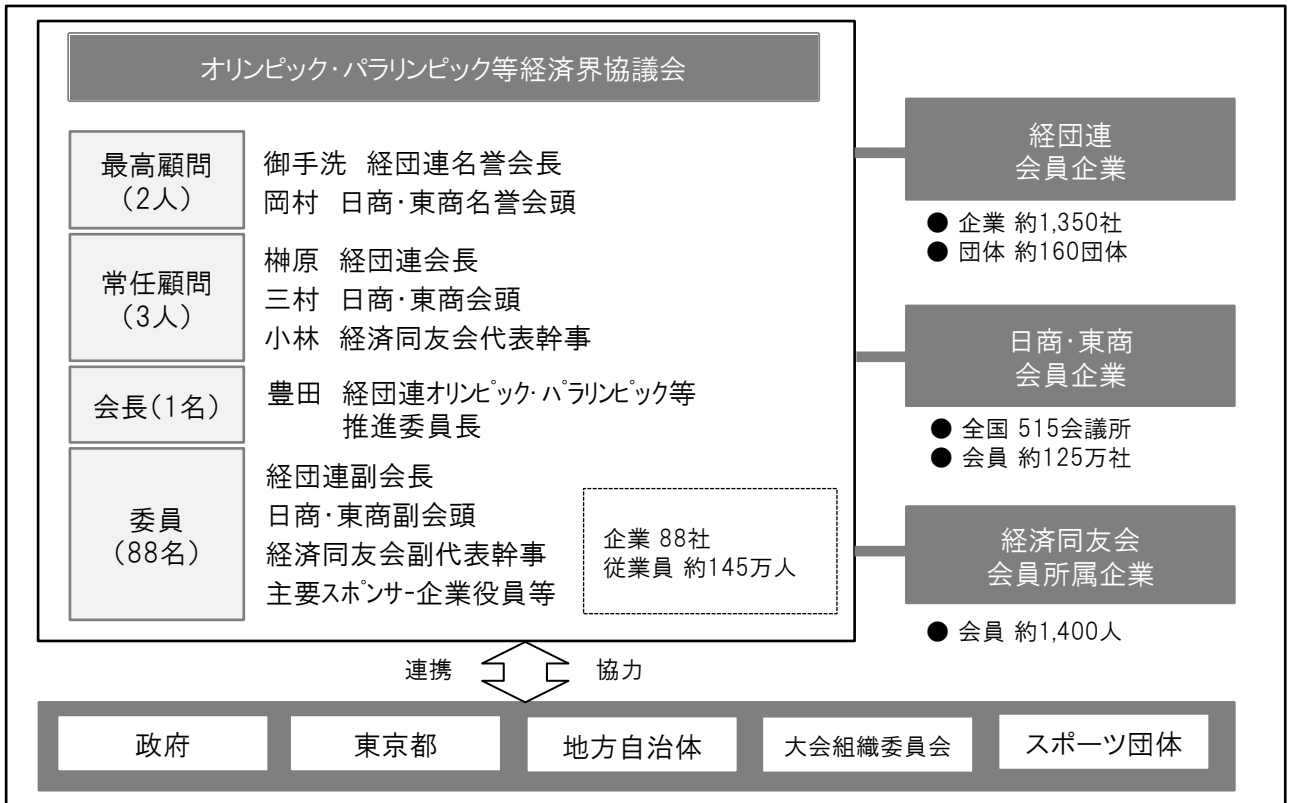 オリンピック・パラリンピック等経済界協議会
最高顧問
(2人)
御手洗 経団連名誉会長
岡村 日商・東商名誉会頭
常任顧問
(3人)
榊原 経団連会長
三村 日商・東商会頭
小林 経済同友会代表幹事
会長(1名)
豊田 経団連オリンピック・パラリンピック等
推進委員長
委員
(88名)
経団連副会長
日商・東商副会頭
経済同友会副代表幹事
主要スポンサー企業役員等
企業 88社
従業員 約145万人
経団連
会員企業
● 企業 約1,350社
● 団体 約160団体
日商・東商
会員企業
● 全国 515会議所
● 会員 約125万社
経済同友会
会員所属企業
● 会員 約1,400人
連携 協力
政府
東京都
地方自治体
大会組織委員会
スポーツ団体